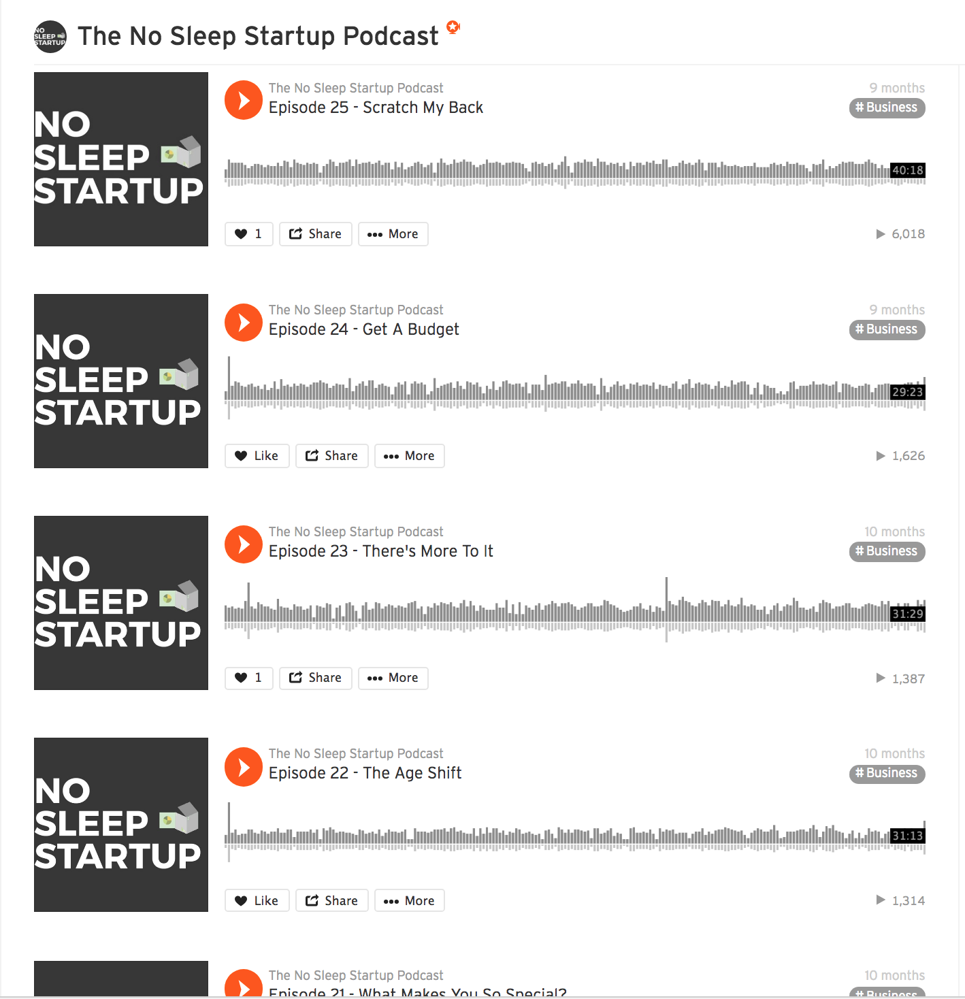 NO
SLEEP
STARTUP
The No Sleep Startup Podcast
NO
SLEEP
STARTUP
The No Sleep Startup Podcast
9 months
Episode 25 - Scratch My Back
# Business
40:18
1
Share
More
6,018
NO
SLEEP
STARTUP
The No Sleep Startup Podcast
9 months
Episode 24 - Get A Budget
# Business
29:23
Like
Share
More
1,626
NO
SLEEP
STARTUP
The No Sleep Startup Podcast
10 months
Episode 23 - There's More To It
# Business
31:29
1
Share
More
1,387
NO
SLEEP
STARTUP
The No Sleep Startup Podcast
10 months
Episode 22 - The Age Shift
# Business
31:13
Like
Share
More
1,314
The No Sleep Startup Podcast
10 months
Episode 21 - What Makes You So Special?
# Business